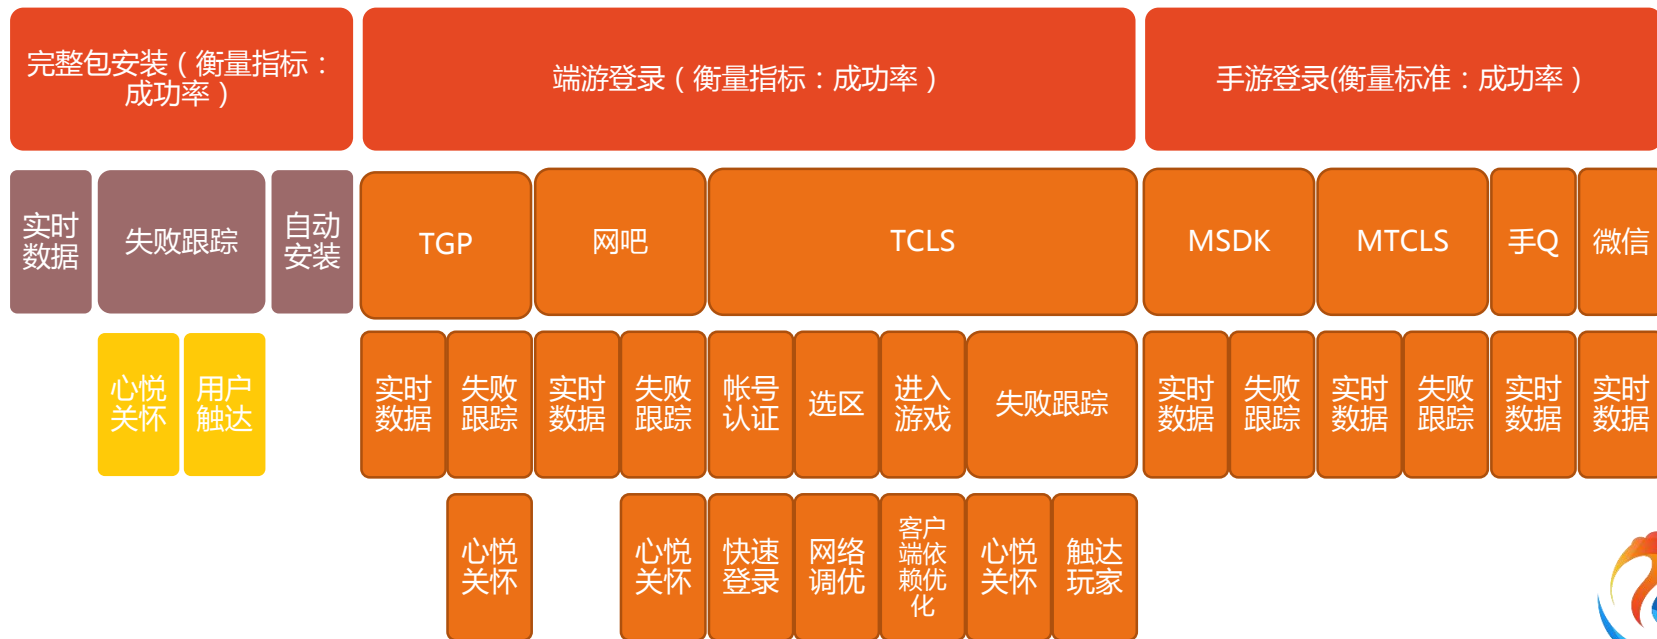 完整包安装（衡量指标：
成功率）
端游登录（衡量指标：成功率）
手游登录(衡量标准：成功率）
实时
数据
失败跟踪
自动
安装
TGP
网吧
TCLS
MSDK
MTCLS
手Q
微信
心悦
关怀
用户
触达
实时
数据
失败
跟踪
实时
数据
失败
跟踪
帐号
认证
选区
进入
游戏
失败跟踪
实时
数据
失败
跟踪
实时
数据
失败
跟踪
实时
数据
实时
数据
心悦
关怀
心悦
关怀
快速
登录
网络
调优
客户
端依
赖优
化
心悦
关怀
触达
玩家